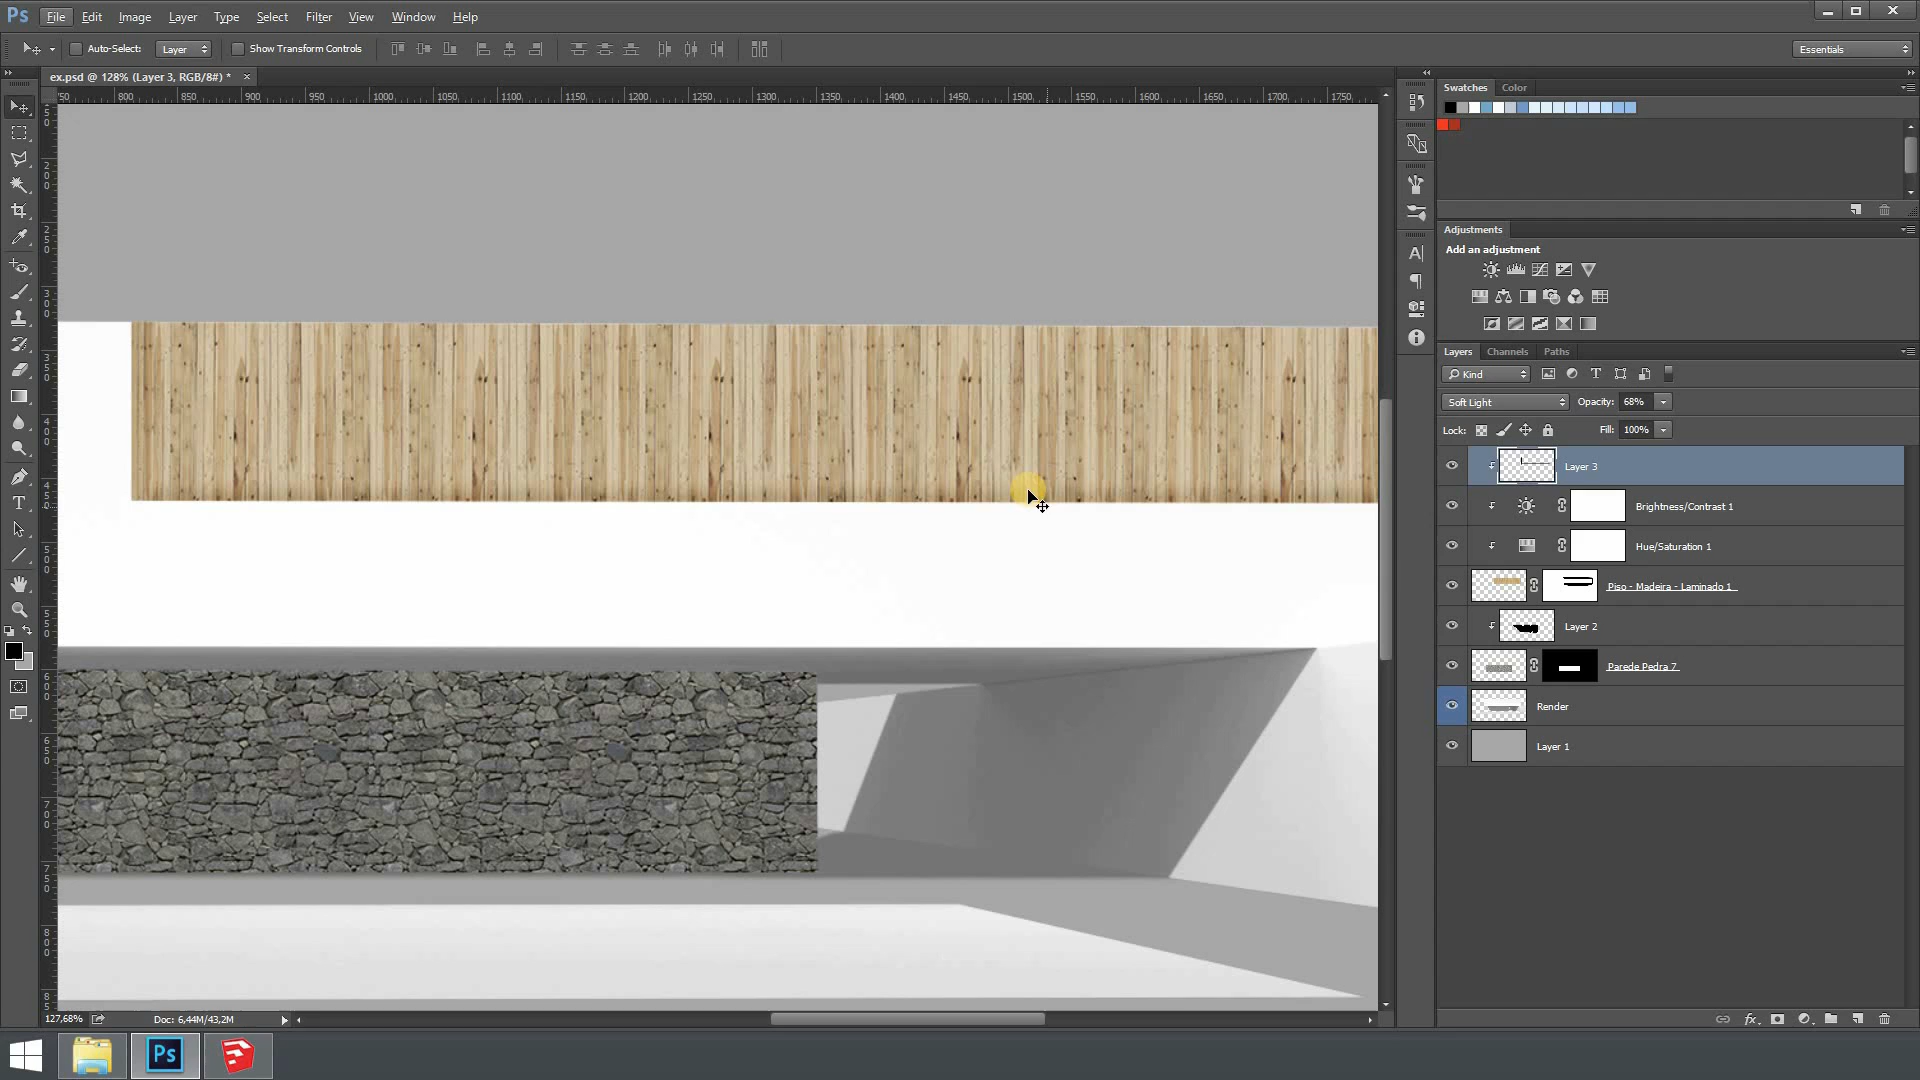 Ps File Edit Image Layer Type Select Filter View Window Help
Auto-Select: Layer Show Transform Controls Essentials
ex.psd @ 128% (Layer 3, RGB/8#) * ×
750 800 850 900 950 1000 1050 1100 1150 1200 1250 1300 1350 1400 1450 1500 1550 1600 1650 1700 1750
Swatches Color
Adjustments
Add an adjustment
Layers Channels Paths
Kind
Soft Light Opacity: 68%
Lock: Fill: 100%
Layer 3
Brightness/Contrast 1
Hue/Saturation 1
Piso - Madeira - Laminado 1
Layer 2
Parede Pedra 7
Render
Layer 1
127,68% Doc: 6,44M/43,2M
Ps